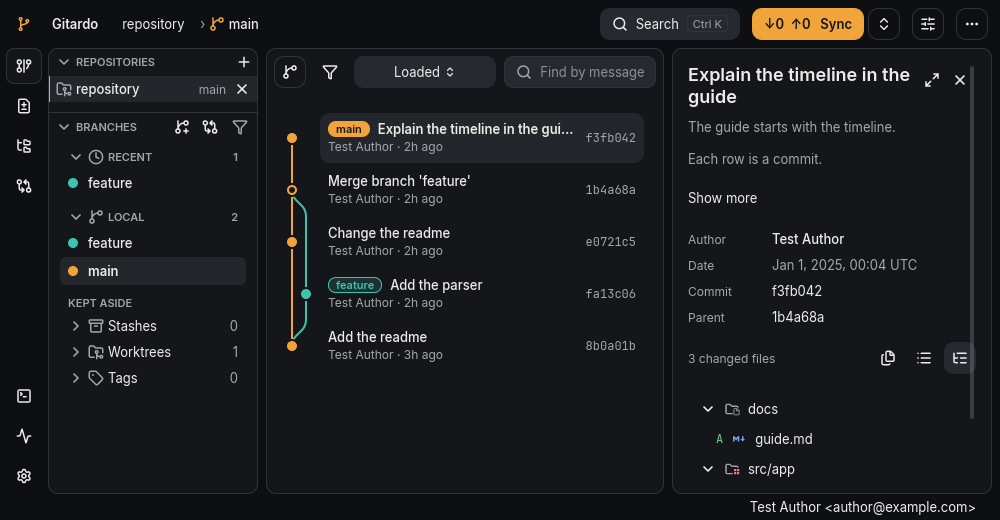 Gitardo
repository › main
Search Ctrl K
↓0 ↑0 Sync
REPOSITORIES
repository main
BRANCHES
RECENT 1
feature
LOCAL 2
feature
main
KEPT ASIDE
Stashes 0
Worktrees 1
Tags 0
Loaded
Find by message
main Explain the timeline in the gui... f3fb042
Test Author · 2h ago
Merge branch 'feature' 1b4a68a
Test Author · 2h ago
Change the readme e0721c5
Test Author · 2h ago
feature Add the parser fa13c06
Test Author · 2h ago
Add the readme 8b0a01b
Test Author · 3h ago
Explain the timeline in the
guide
The guide starts with the timeline.
Each row is a commit.
Show more
Author Test Author
Date Jan 1, 2025, 00:04 UTC
Commit f3fb042
Parent 1b4a68a
3 changed files
docs
A M↓ guide.md
src/app
Test Author <author@example.com>